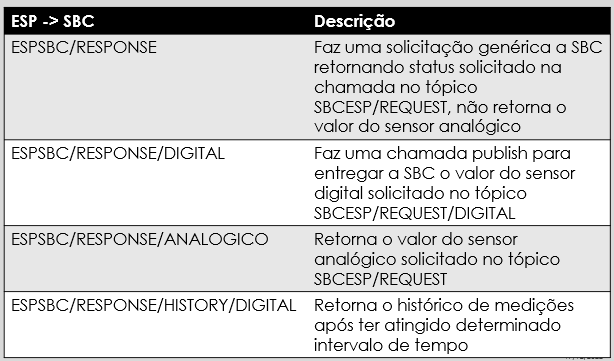 ESP -> SBC
Descrição
ESPSBC/RESPONSE
Faz uma solicitação genérica a SBC
retornando status solicitado na
chamada no tópico
SBCESP/REQUEST, não retorna o
valor do sensor analógico
ESPSBC/RESPONSE/DIGITAL
Faz uma chamada publish para
entregar a SBC o valor do sensor
digital solicitado no tópico
SBCESP/REQUEST/DIGITAL
ESPSBC/RESPONSE/ANALOGICO
Retorna o valor do sensor
analógico solicitado no tópico
SBCESP/REQUEST
ESPSBC/RESPONSE/HISTORY/DIGITAL
Retorna o histórico de medições
após ter atingido determinado
intervalo de tempo